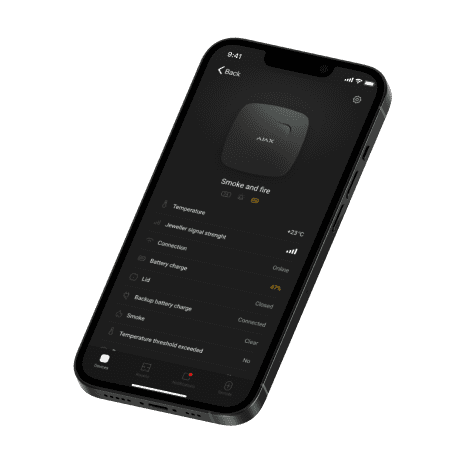 9:41
Back
AJAX
Smoke and fire
Temperature
+23°C
Jeweller signal strenght
Connection
Online
Battery charge
47%
Lid
Closed
Backup battery charge
Connected
Smoke
Clear
Temperature threshold exceeded
No
Devices